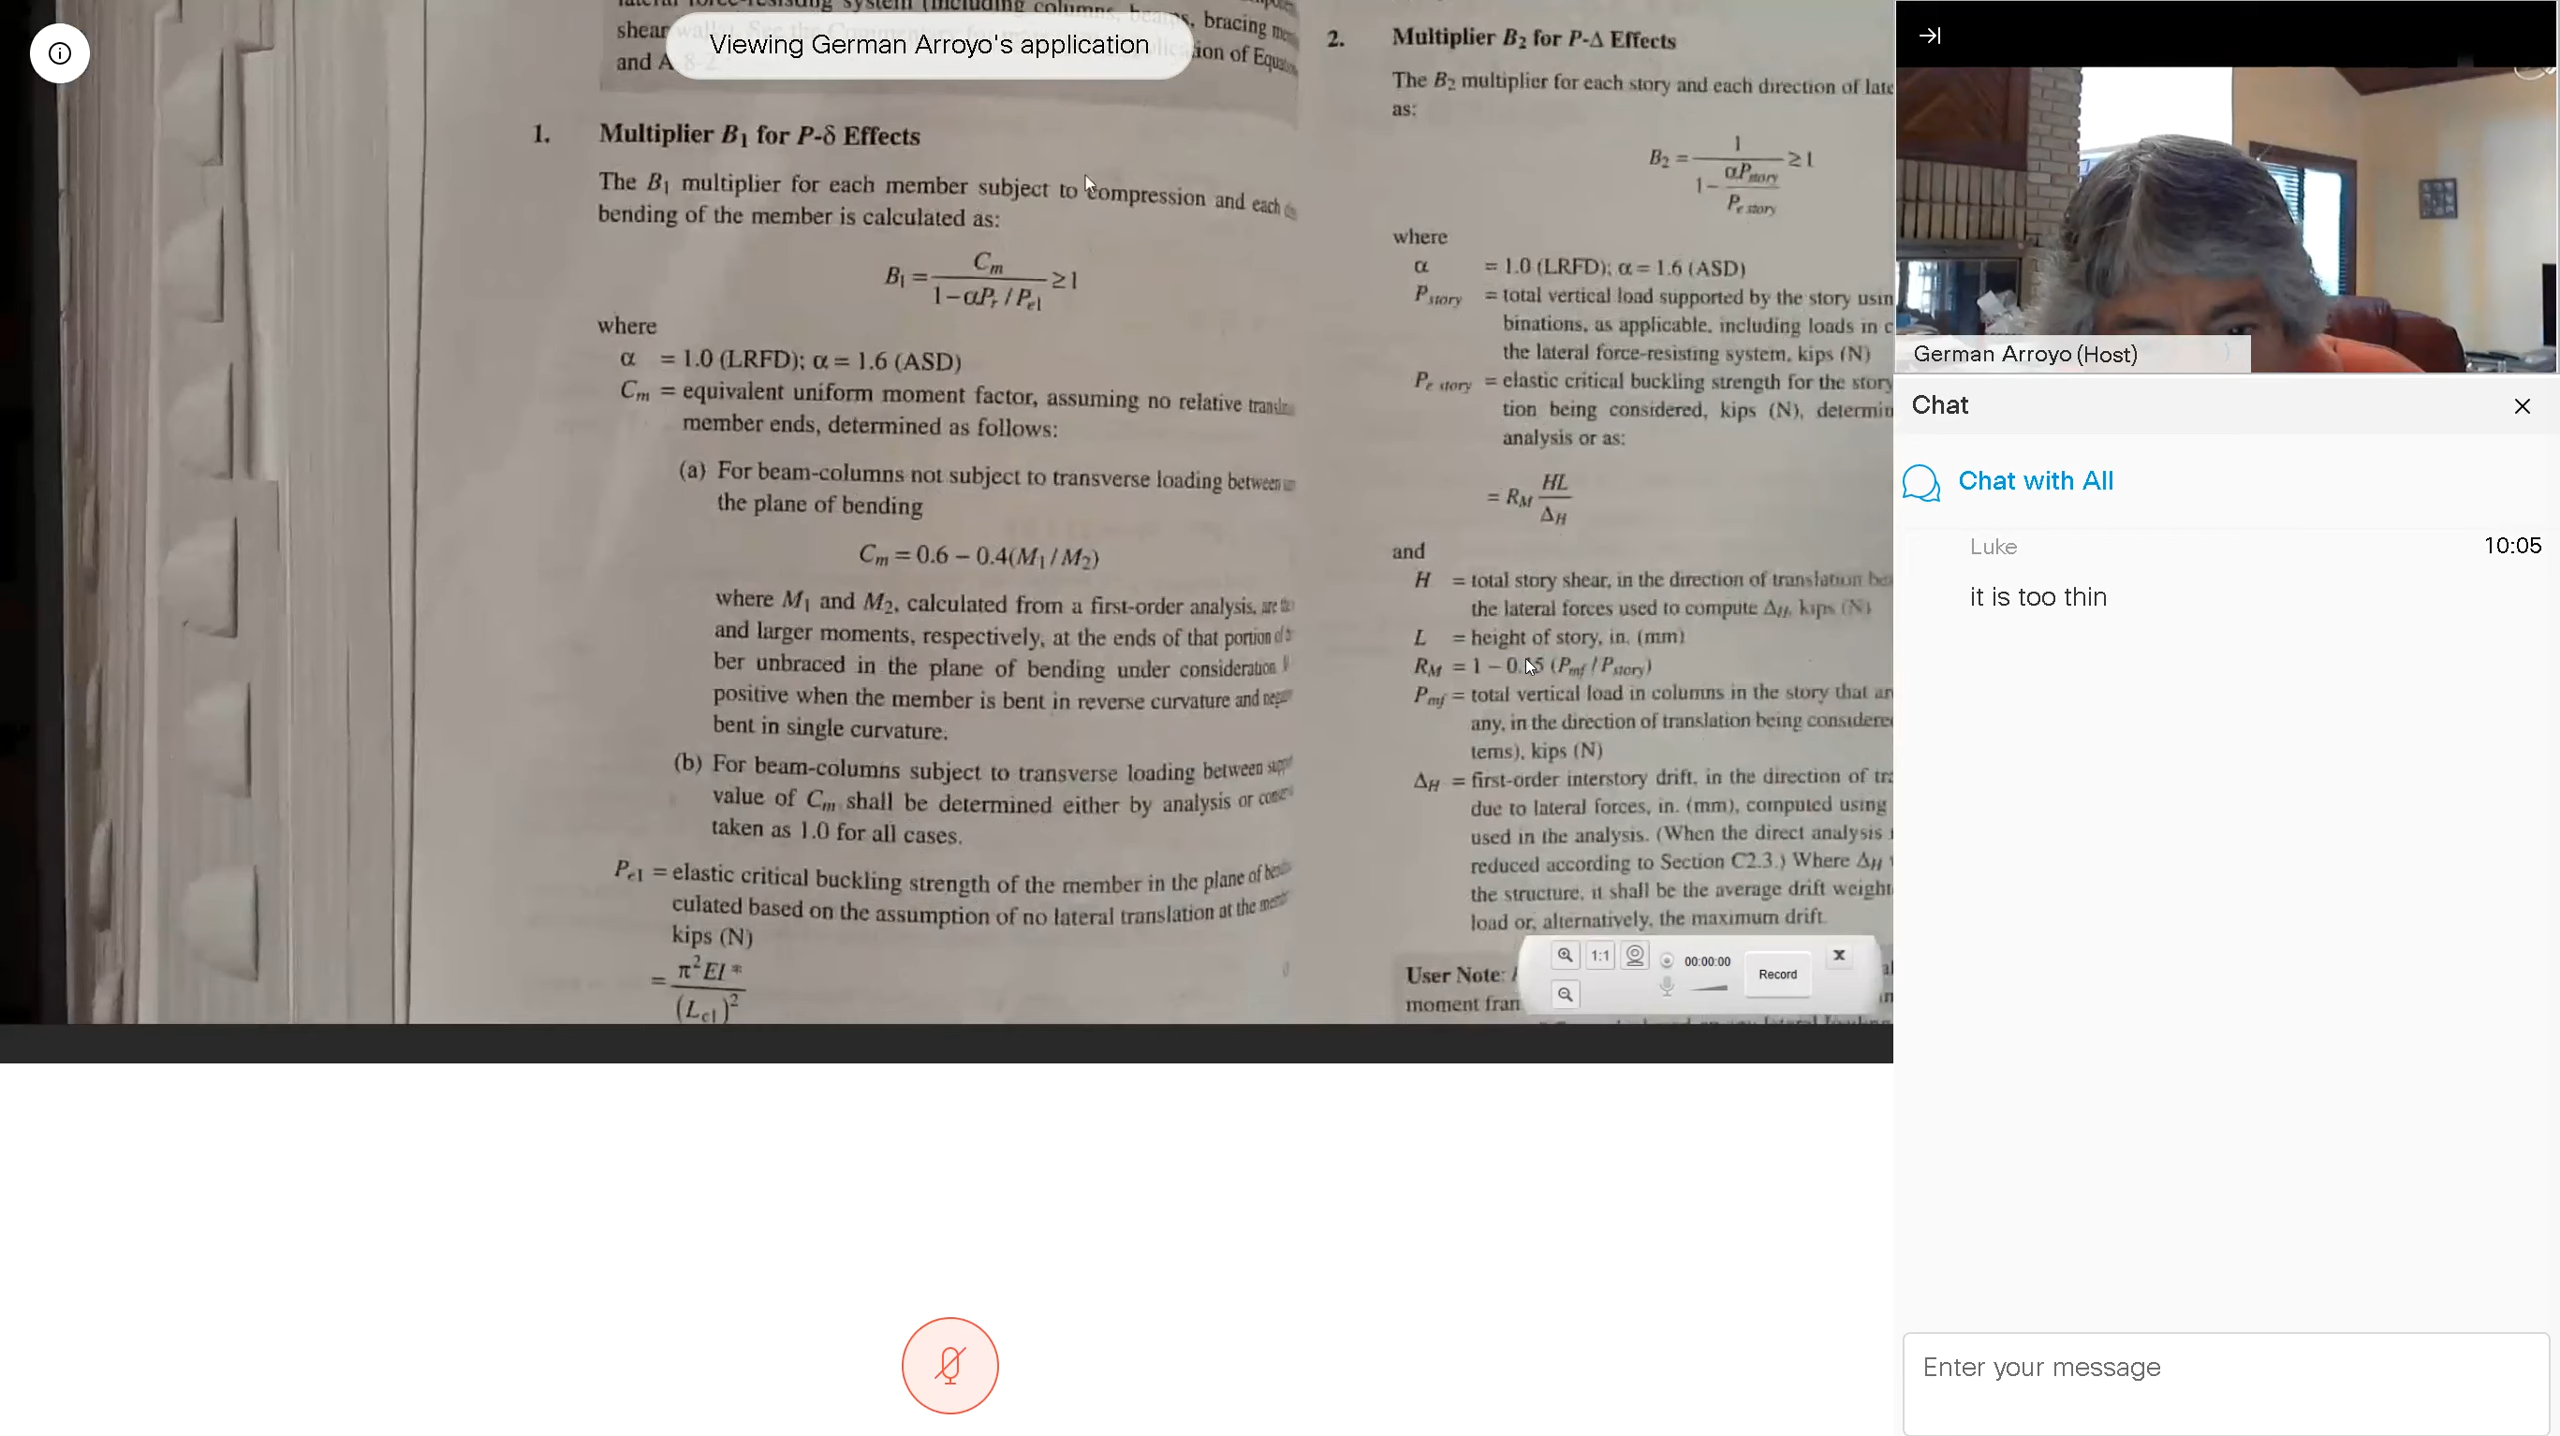 Viewing German Arroyo's application
shear
and A
bracing
ion of
1. Multiplier B₁ for P-δ Effects
The B₁ multiplier for each member subject to compression and each
bending of the member is calculated as:
B₁ = Cm / (1 − αPr / Pe1) ≥ 1
where
α = 1.0 (LRFD); α = 1.6 (ASD)
Cm = equivalent uniform moment factor, assuming no relative
member ends, determined as follows:
(a) For beam-columns not subject to transverse loading between
the plane of bending
Cm = 0.6 − 0.4(M₁ / M₂)
where M₁ and M₂, calculated from a first-order analysis, are
and larger moments, respectively, at the ends of that portion of
ber unbraced in the plane of bending under consideration.
positive when the member is bent in reverse curvature and
bent in single curvature.
(b) For beam-columns subject to transverse loading between
value of Cm shall be determined either by analysis or
taken as 1.0 for all cases.
Pe1 = elastic critical buckling strength of the member in the plane of
culated based on the assumption of no lateral translation at the
kips (N)
= π²EI* / (Lc1)²
2. Multiplier B₂ for P-Δ Effects
The B₂ multiplier for each story and each direction of late
as:
B₂ = 1 / (1 − αPstory / Pe story) ≥ 1
where
α = 1.0 (LRFD); α = 1.6 (ASD)
Pstory = total vertical load supported by the story usin
binations, as applicable, including loads in c
the lateral force-resisting system, kips (N)
Pe story = elastic critical buckling strength for the story
tion being considered, kips (N), determin
analysis or as:
= RM HL / ΔH
and
H = total story shear, in the direction of translation
the lateral forces used to compute ΔH, kips (N)
L = height of story, in. (mm)
RM = 1 − 0. 5 (Pmf / Pstory)
Pmf = total vertical load in columns in the story that ar
any, in the direction of translation being considere
tems), kips (N)
ΔH = first-order interstory drift, in the direction of tra
due to lateral forces, in. (mm), computed using
used in the analysis. (When the direct analysis
reduced according to Section C2.3.) Where ΔH
the structure, it shall be the average drift weight
load or, alternatively, the maximum drift.
User Note:
moment fran
1:1
00:00:00
Record
X
German Arroyo (Host)
Chat
Chat with All
Luke 10:05
it is too thin
Enter your message